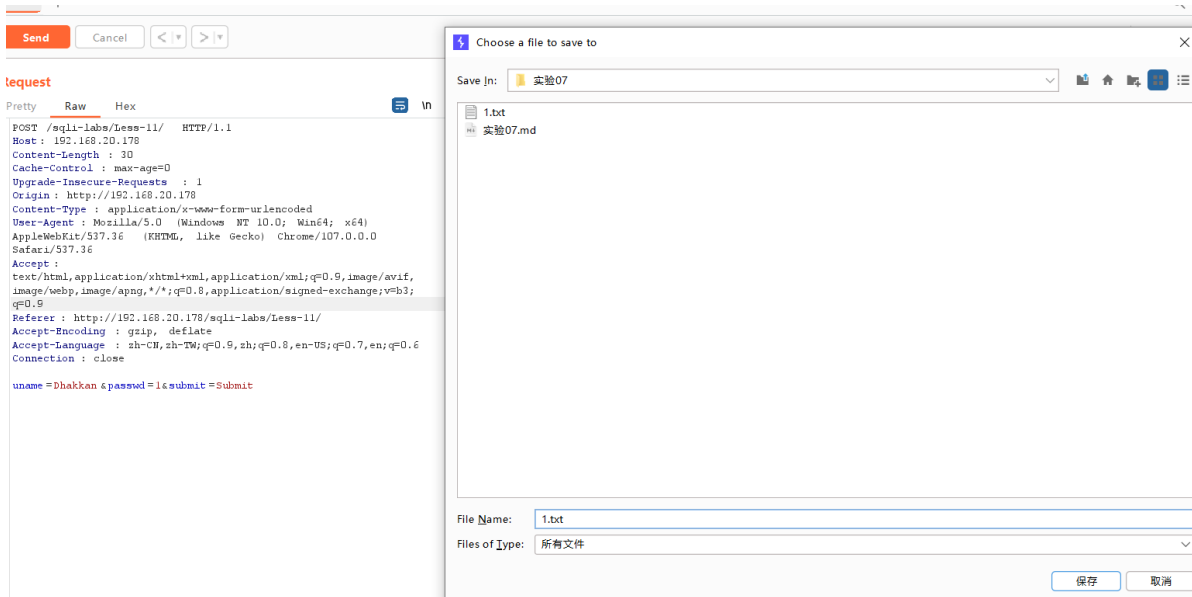 Send
Cancel
<
>
Request
Pretty
Raw
Hex
\n
POST /sqli-labs/Less-11/ HTTP/1.1
Host: 192.168.20.178
Content-Length : 30
Cache-Control : max-age=0
Upgrade-Insecure-Requests : 1
Origin : http://192.168.20.178
Content-Type : application/x-www-form-urlencoded
User-Agent : Mozilla/5.0 (Windows NT 10.0; Win64; x64)
AppleWebKit/537.36 (KHTML, like Gecko) Chrome/107.0.0.0
Safari/537.36
Accept :
text/html,application/xhtml+xml,application/xml;q=0.9,image/avif,
image/webp,image/apng,*/*;q=0.8,application/signed-exchange;v=b3;
q=0.9
Referer : http://192.168.20.178/sqli-labs/Less-11/
Accept-Encoding : gzip, deflate
Accept-Language : zh-CN,zh-TW;q=0.9,zh;q=0.8,en-US;q=0.7,en;q=0.6
Connection : close
uname =Dhakkan &passwd =1&submit =Submit
Choose a file to save to
Save In:
实验07
1.txt
实验07.md
File Name:
1.txt
Files of Type:
所有文件
保存
取消